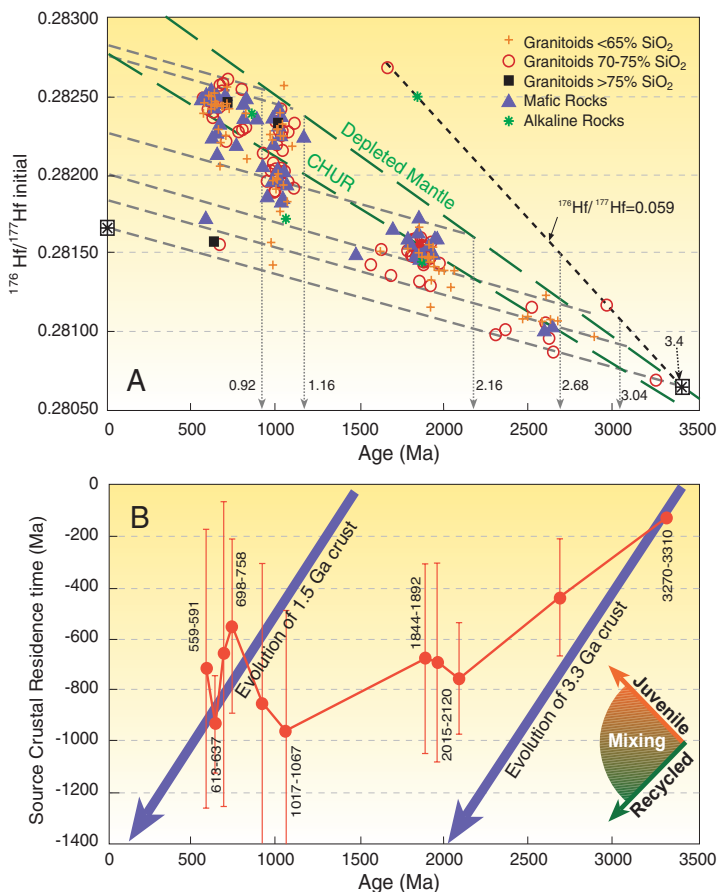 0.28300
0.28250
0.28200
0.28150
0.28100
0.28050
176Hf/177Hf Initial
Granitoids <65% SiO2
Granitoids 70-75% SiO2
Granitoids >75% SiO2
Mafic Rocks
Alkaline Rocks
Depleted Mantle
CHUR
176Hf/ 177Hf=0.059
3.4
A
0.92
1.16
2.16
2.68
3.04
0
500
1000
1500
2000
2500
3000
3500
Age (Ma)
Source Crustal Residence time (Ma)
0
-200
-400
-600
-800
-1000
-1200
-1400
B
559-591
613-637
698-758
Evolution of 1.5 Ga crust
1017-1067
1844-1892
2015-2120
Evolution of 3.3 Ga crust
3270-3310
Juvenile
Mixing
Recycled
0
500
1000
1500
2000
2500
3000
3500
Age (Ma)